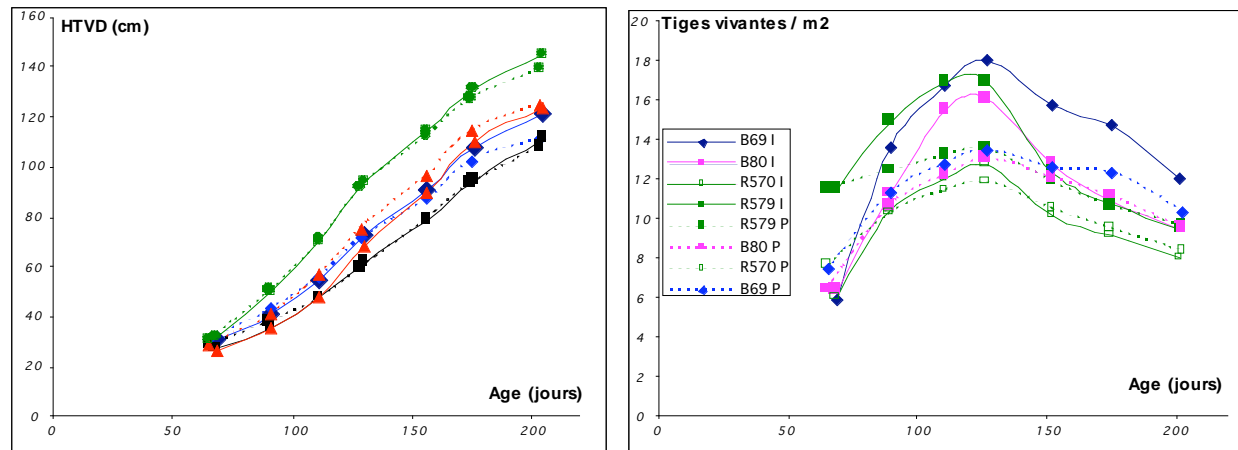 HTVD (cm)
160
140
120
100
80
60
40
20
0
0
50
100
150
200
Age (jours)
Tiges vivantes / m2
20
18
16
14
12
10
8
6
4
2
0
0
50
100
150
200
Age (jours)
B69 I
B80 I
R570 I
R579 I
R579 P
B80 P
R570 P
B69 P